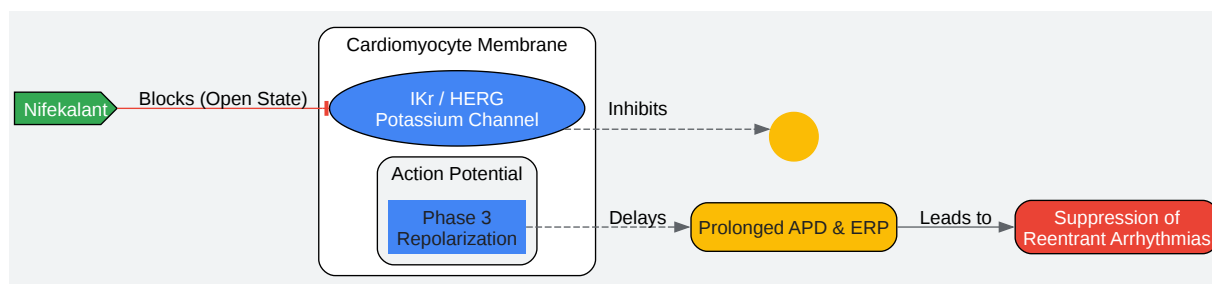 Cardiomyocyte Membrane
Nifekalant
Blocks (Open State)
IKr / HERG
Potassium Channel
Inhibits
Action Potential
Phase 3
Repolarization
Delays
Prolonged APD & ERP
Leads to
Suppression of
Reentrant Arrhythmias